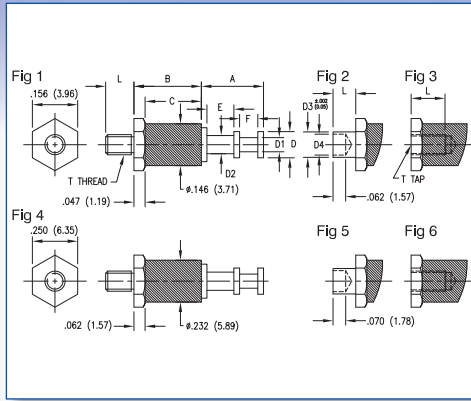 Fig 1
Fig 2
Fig 3
.156 (3.96)
L
B
A
C
E
F
D1
D
D2
T THREAD
.047 (1.19)
ø.146 (3.71)
D3 ±.002 (0.05)
L
D4
.062 (1.57)
L
T TAP
Fig 4
Fig 5
Fig 6
.250 (6.35)
.062 (1.57)
ø.232 (5.89)
.070 (1.78)